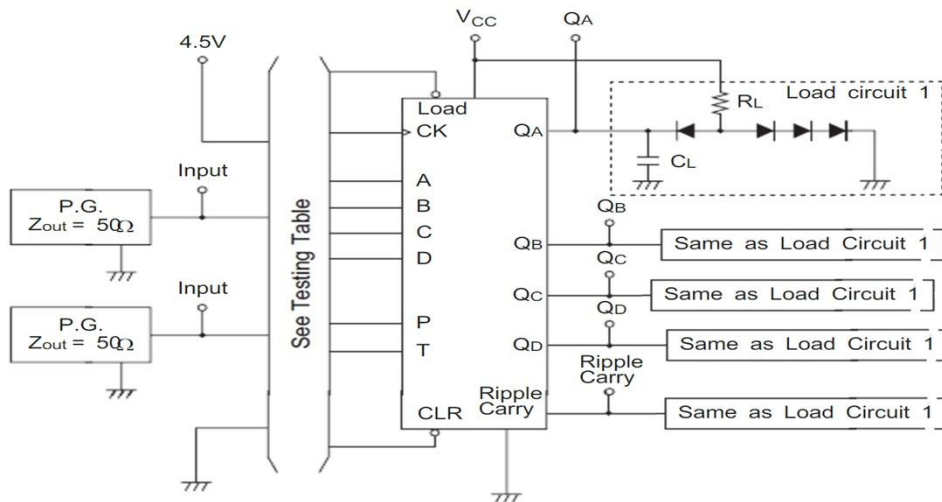 VCC
QA
4.5V
Load circuit 1
RL
Load
CK
QA
CL
Input
P.G.
Zout = 50Ω
A
B
C
D
See Testing Table
QB
QB
Same as Load Circuit 1
QC
QC
Same as Load Circuit 1
Input
P.G.
Zout = 50Ω
P
T
QD
QD
Same as Load Circuit 1
Ripple
Carry
Ripple
Carry
CLR
Same as Load Circuit 1